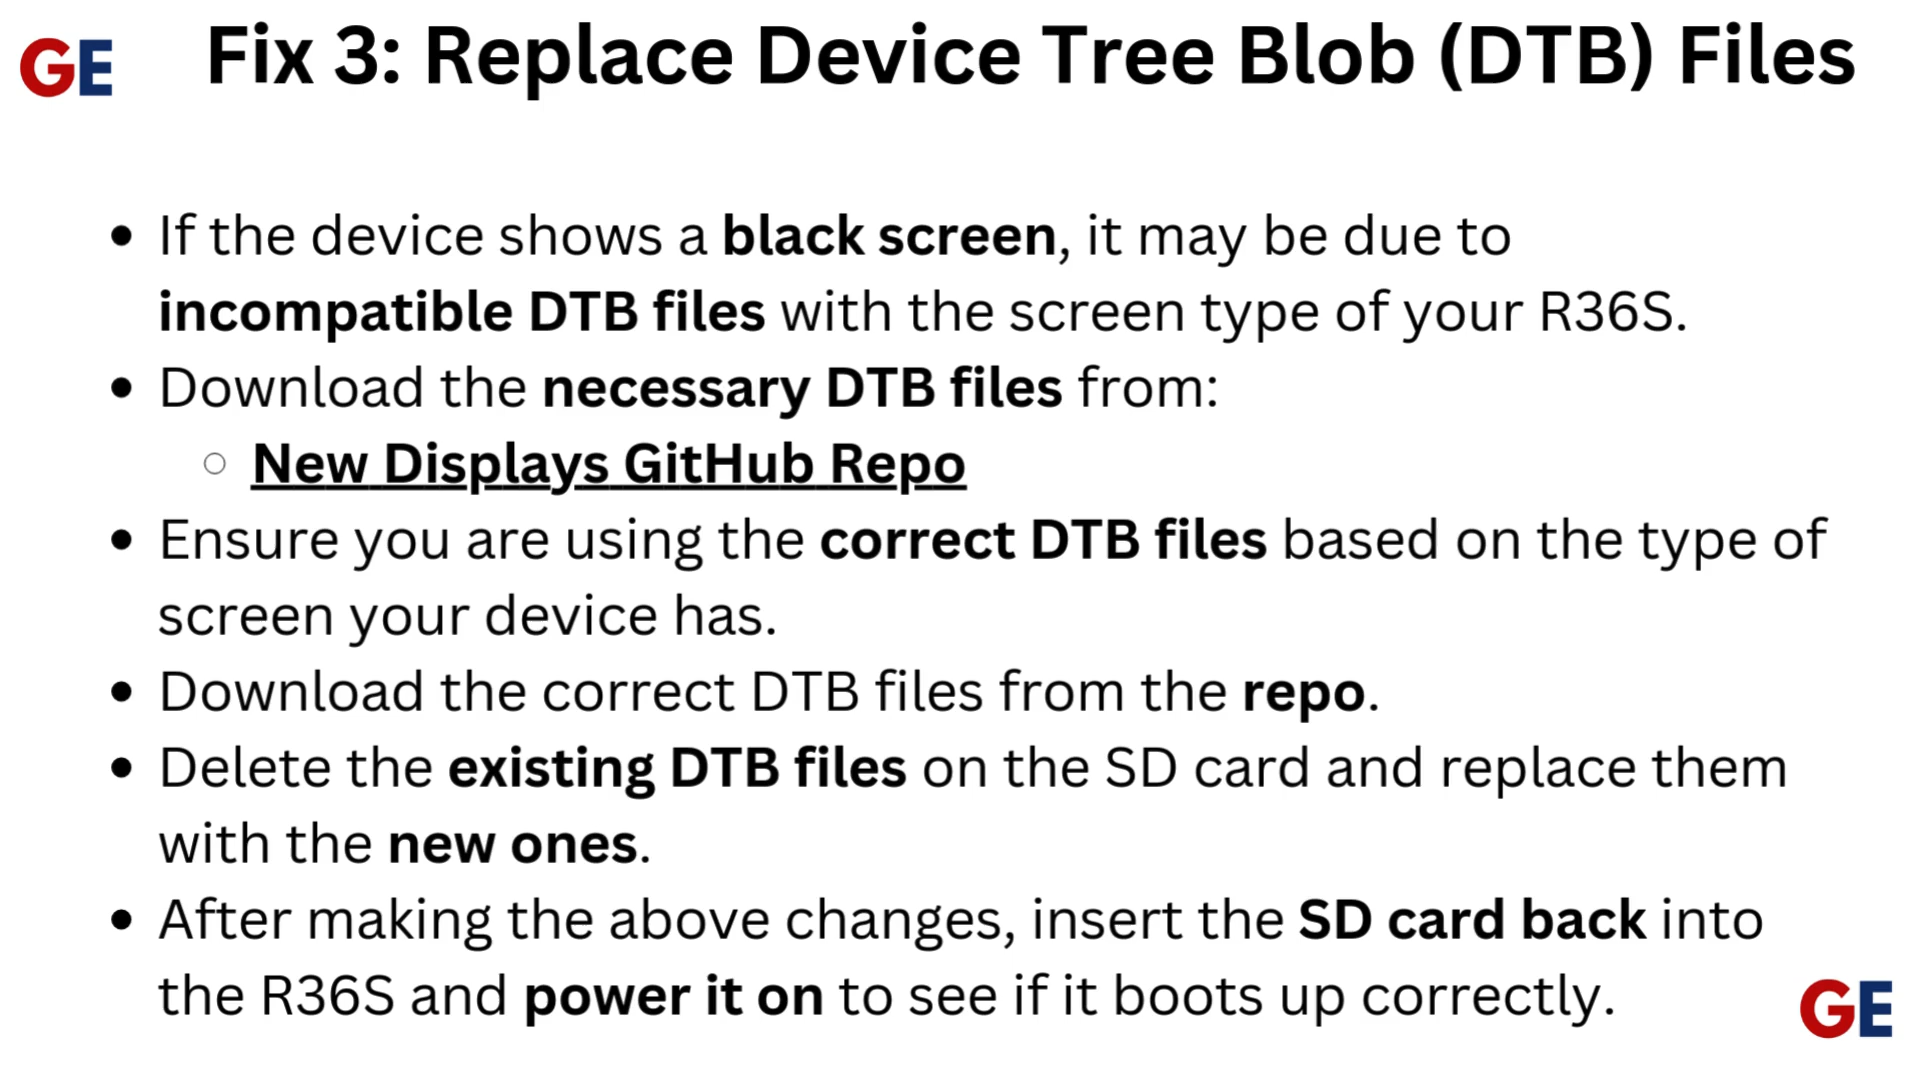 GE
Fix 3: Replace Device Tree Blob (DTB) Files
If the device shows a black screen, it may be due to
incompatible DTB files with the screen type of your R36S.
Download the necessary DTB files from:
New Displays GitHub Repo
Ensure you are using the correct DTB files based on the type of
screen your device has.
Download the correct DTB files from the repo.
Delete the existing DTB files on the SD card and replace them
with the new ones.
After making the above changes, insert the SD card back into
the R36S and power it on to see if it boots up correctly.
GE